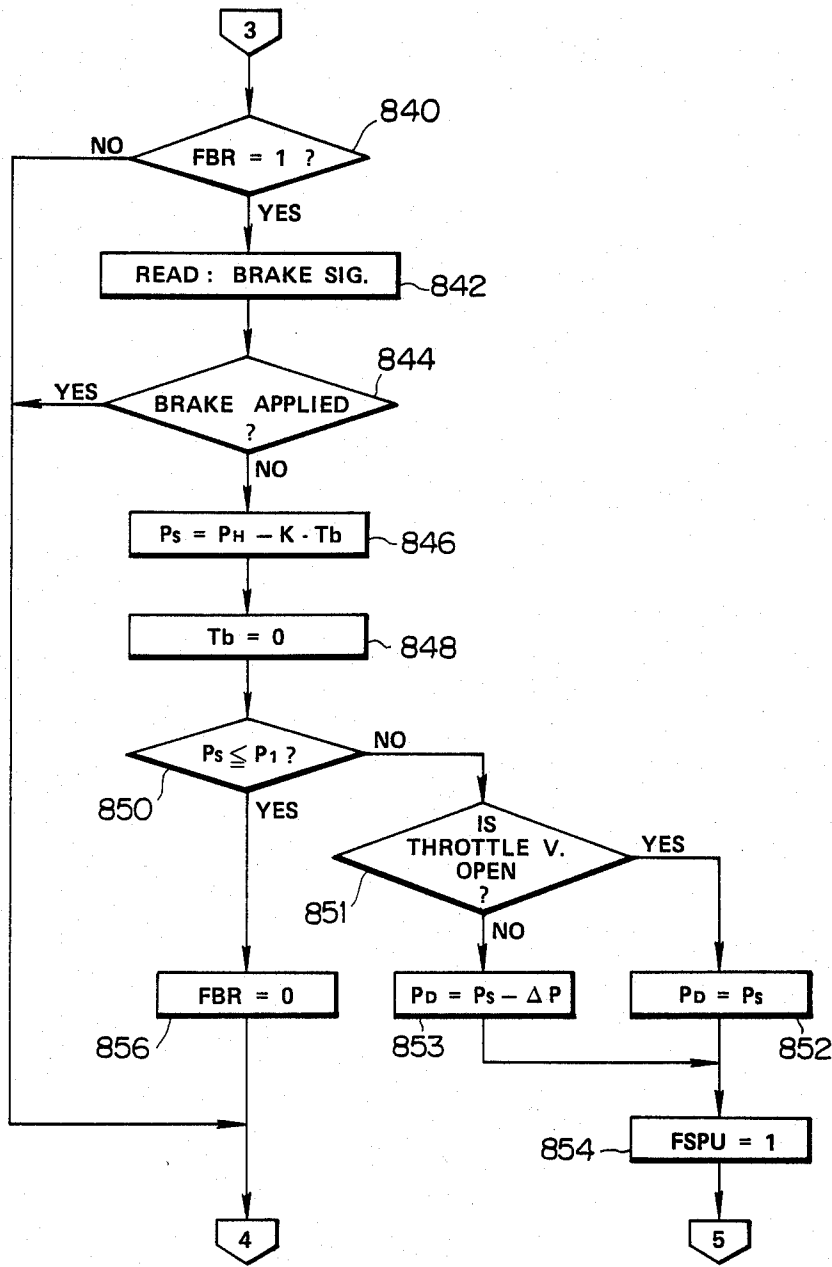 3
840
NO
FBR = 1 ?
YES
READ : BRAKE SIG.
842
844
YES
BRAKE APPLIED
?
NO
PS = PH – K · Tb
846
Tb = 0
848
PS ≦ P1 ?
NO
850
YES
IS
THROTTLE V.
OPEN
?
YES
851
NO
FBR = 0
PD = PS – ΔP
PD = PS
856
853
852
FSPU = 1
854
4
5